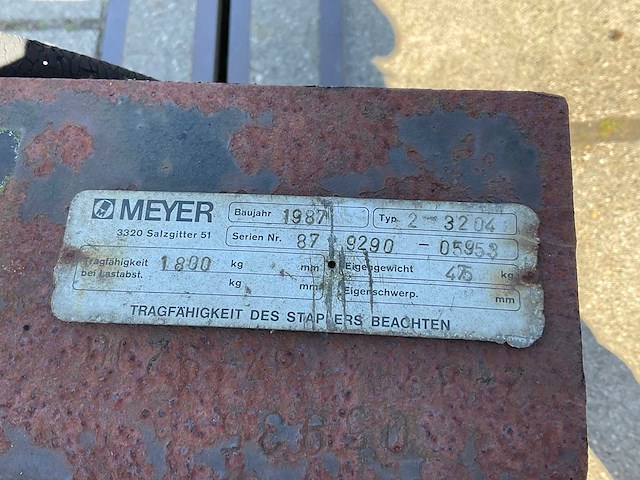 MEYER Baujahr 1987 Typ 2-3204
3320 Salzgitter 51 Serien Nr. 87 9290-05953
Tragfähigkeit 1800 kg mm Eigengewicht 475 kg
bei Lastabst. kg mm Eigenschwerp. mm
TRAGFÄHIGKEIT DES STAPLERS BEACHTEN